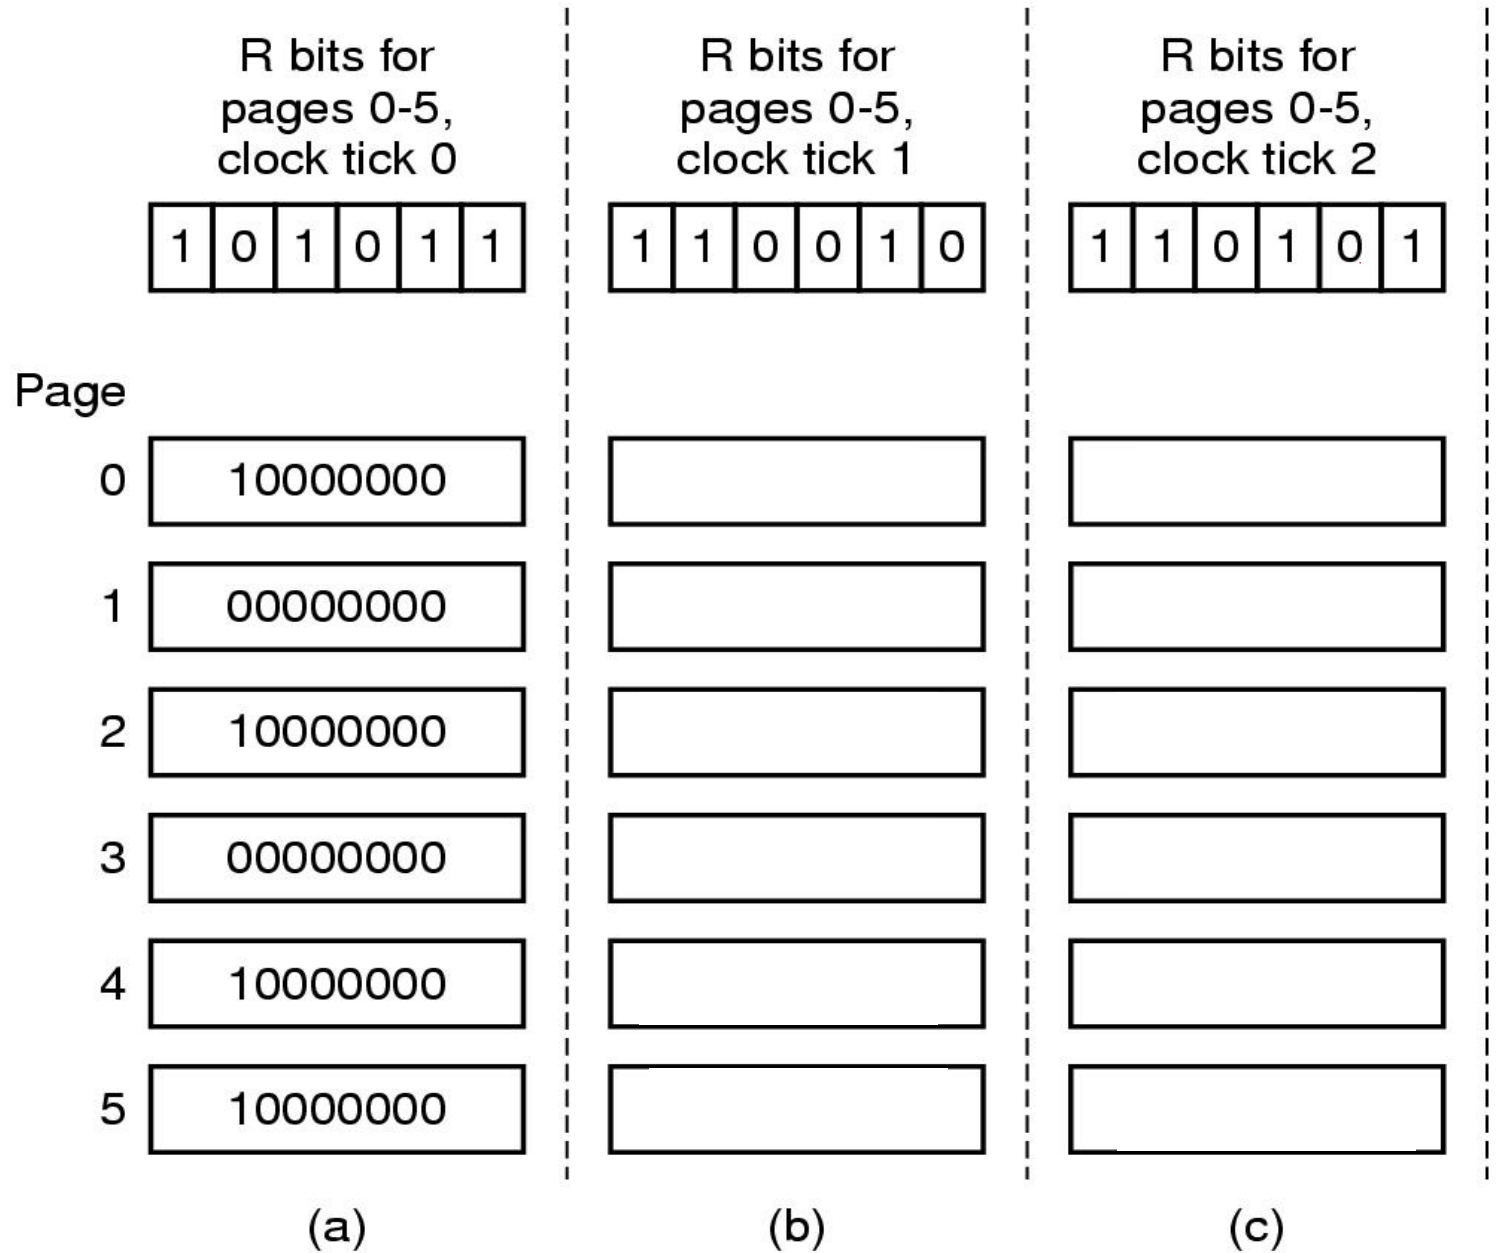 R bits for
pages 0-5,
clock tick 0
R bits for
pages 0-5,
clock tick 1
R bits for
pages 0-5,
clock tick 2
1 0 1 0 1 1
1 1 0 0 1 0
1 1 0 1 0 1
Page
0 10000000
1 00000000
2 10000000
3 00000000
4 10000000
5 10000000
(a)
(b)
(c)